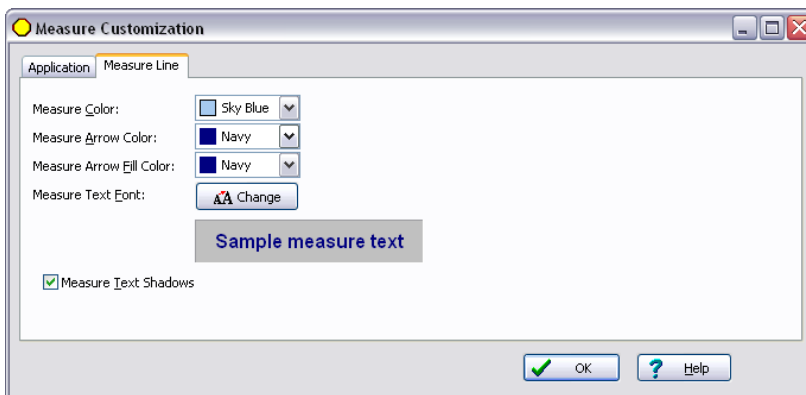 Measure Customization
Application Measure Line
Measure Color: Sky Blue
Measure Arrow Color: Navy
Measure Arrow Fill Color: Navy
Measure Text Font: AA Change
Sample measure text
Measure Text Shadows
OK ? Help